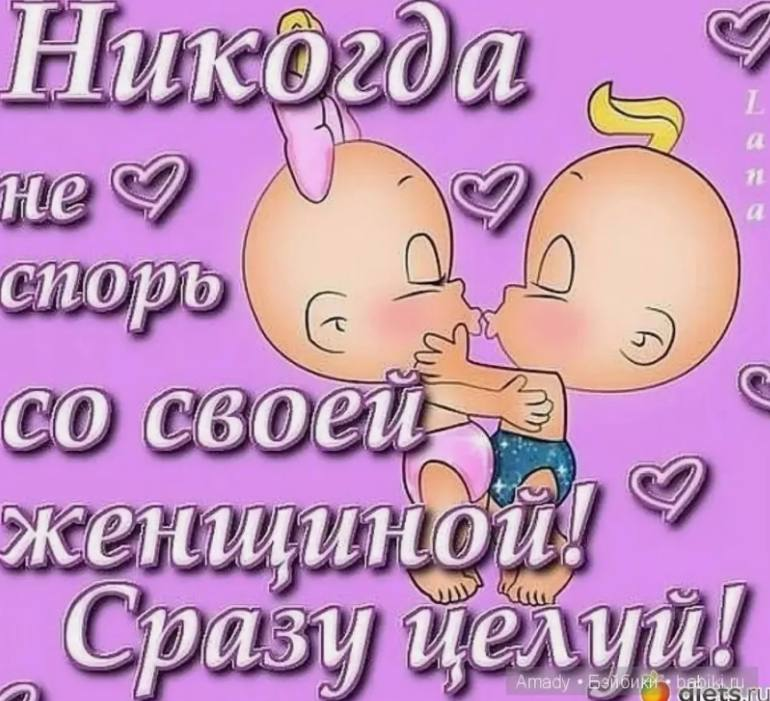 Никогда
не
спорь
со своей
женщиной!
Сразу целуй!
Lana
Amady • Бэйбики • babiki.ru
diets.ru